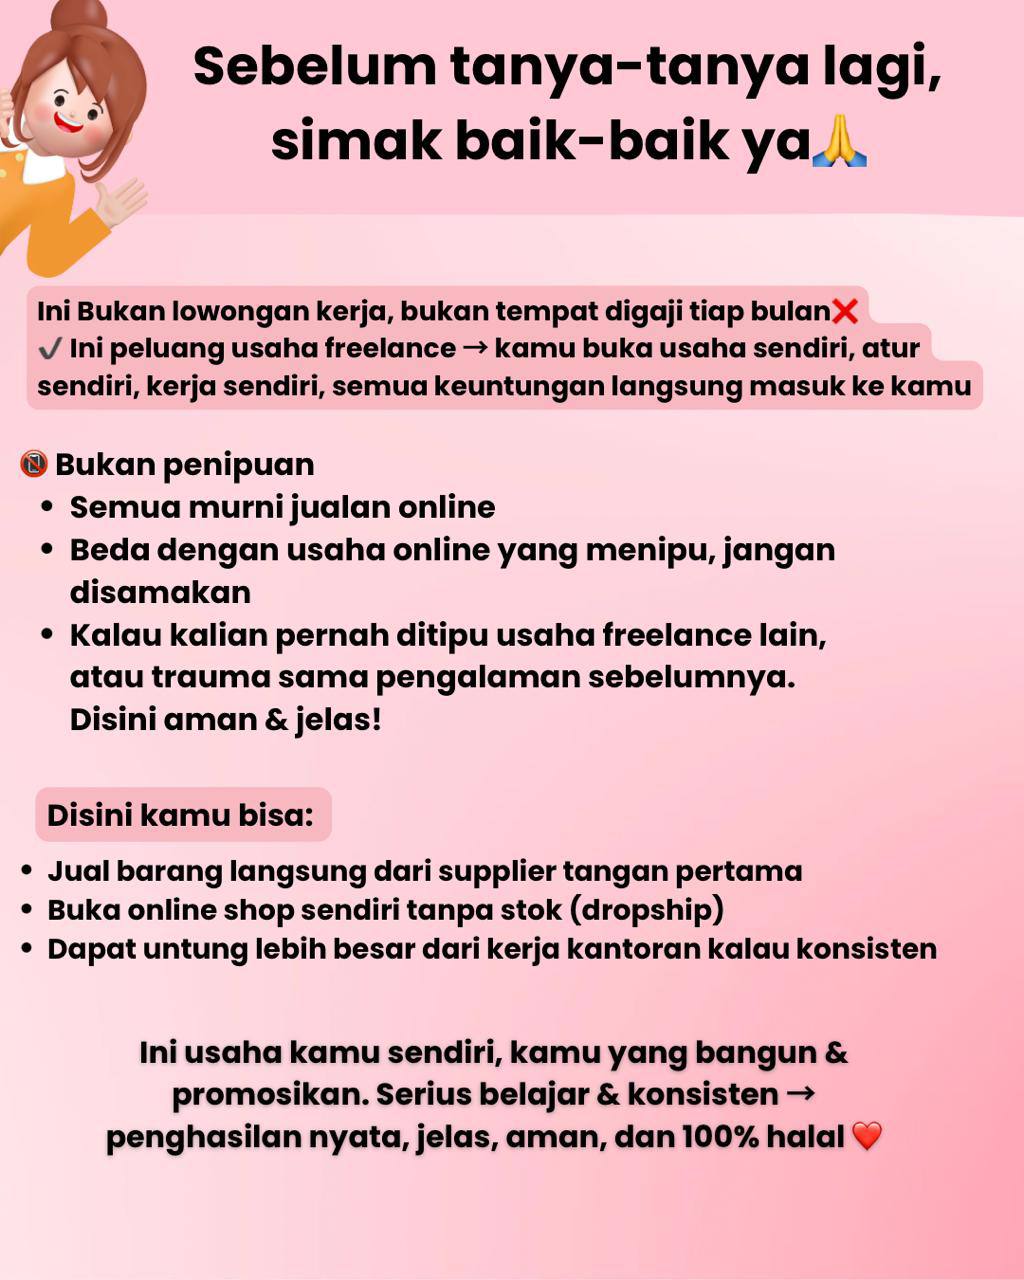 Sebelum tanya-tanya lagi,
simak baik-baik ya🙏
Ini Bukan lowongan kerja, bukan tempat digaji tiap bulan❌
✔️ Ini peluang usaha freelance → kamu buka usaha sendiri, atur
sendiri, kerja sendiri, semua keuntungan langsung masuk ke kamu
📵 Bukan penipuan
• Semua murni jualan online
• Beda dengan usaha online yang menipu, jangan
disamakan
• Kalau kalian pernah ditipu usaha freelance lain,
atau trauma sama pengalaman sebelumnya.
Disini aman & jelas!
Disini kamu bisa:
• Jual barang langsung dari supplier tangan pertama
• Buka online shop sendiri tanpa stok (dropship)
• Dapat untung lebih besar dari kerja kantoran kalau konsisten
Ini usaha kamu sendiri, kamu yang bangun &
promosikan. Serius belajar & konsisten →
penghasilan nyata, jelas, aman, dan 100% halal ❤️